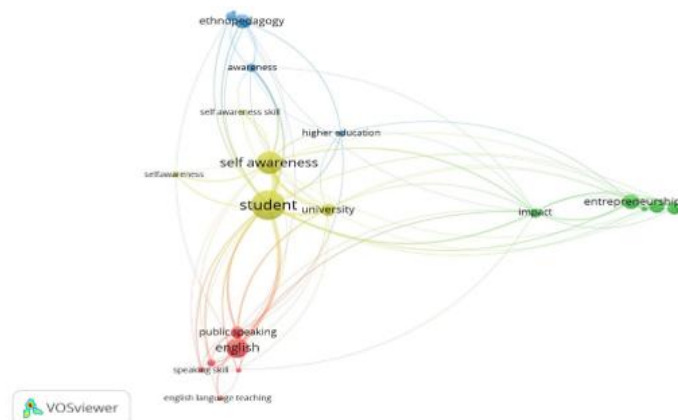 ethnopedagogy
awareness
self awareness skill
higher education
self awareness
selfawareness
student
university
impact
entrepreneurship
public speaking
english
speaking skill
english language teaching
VOSviewer